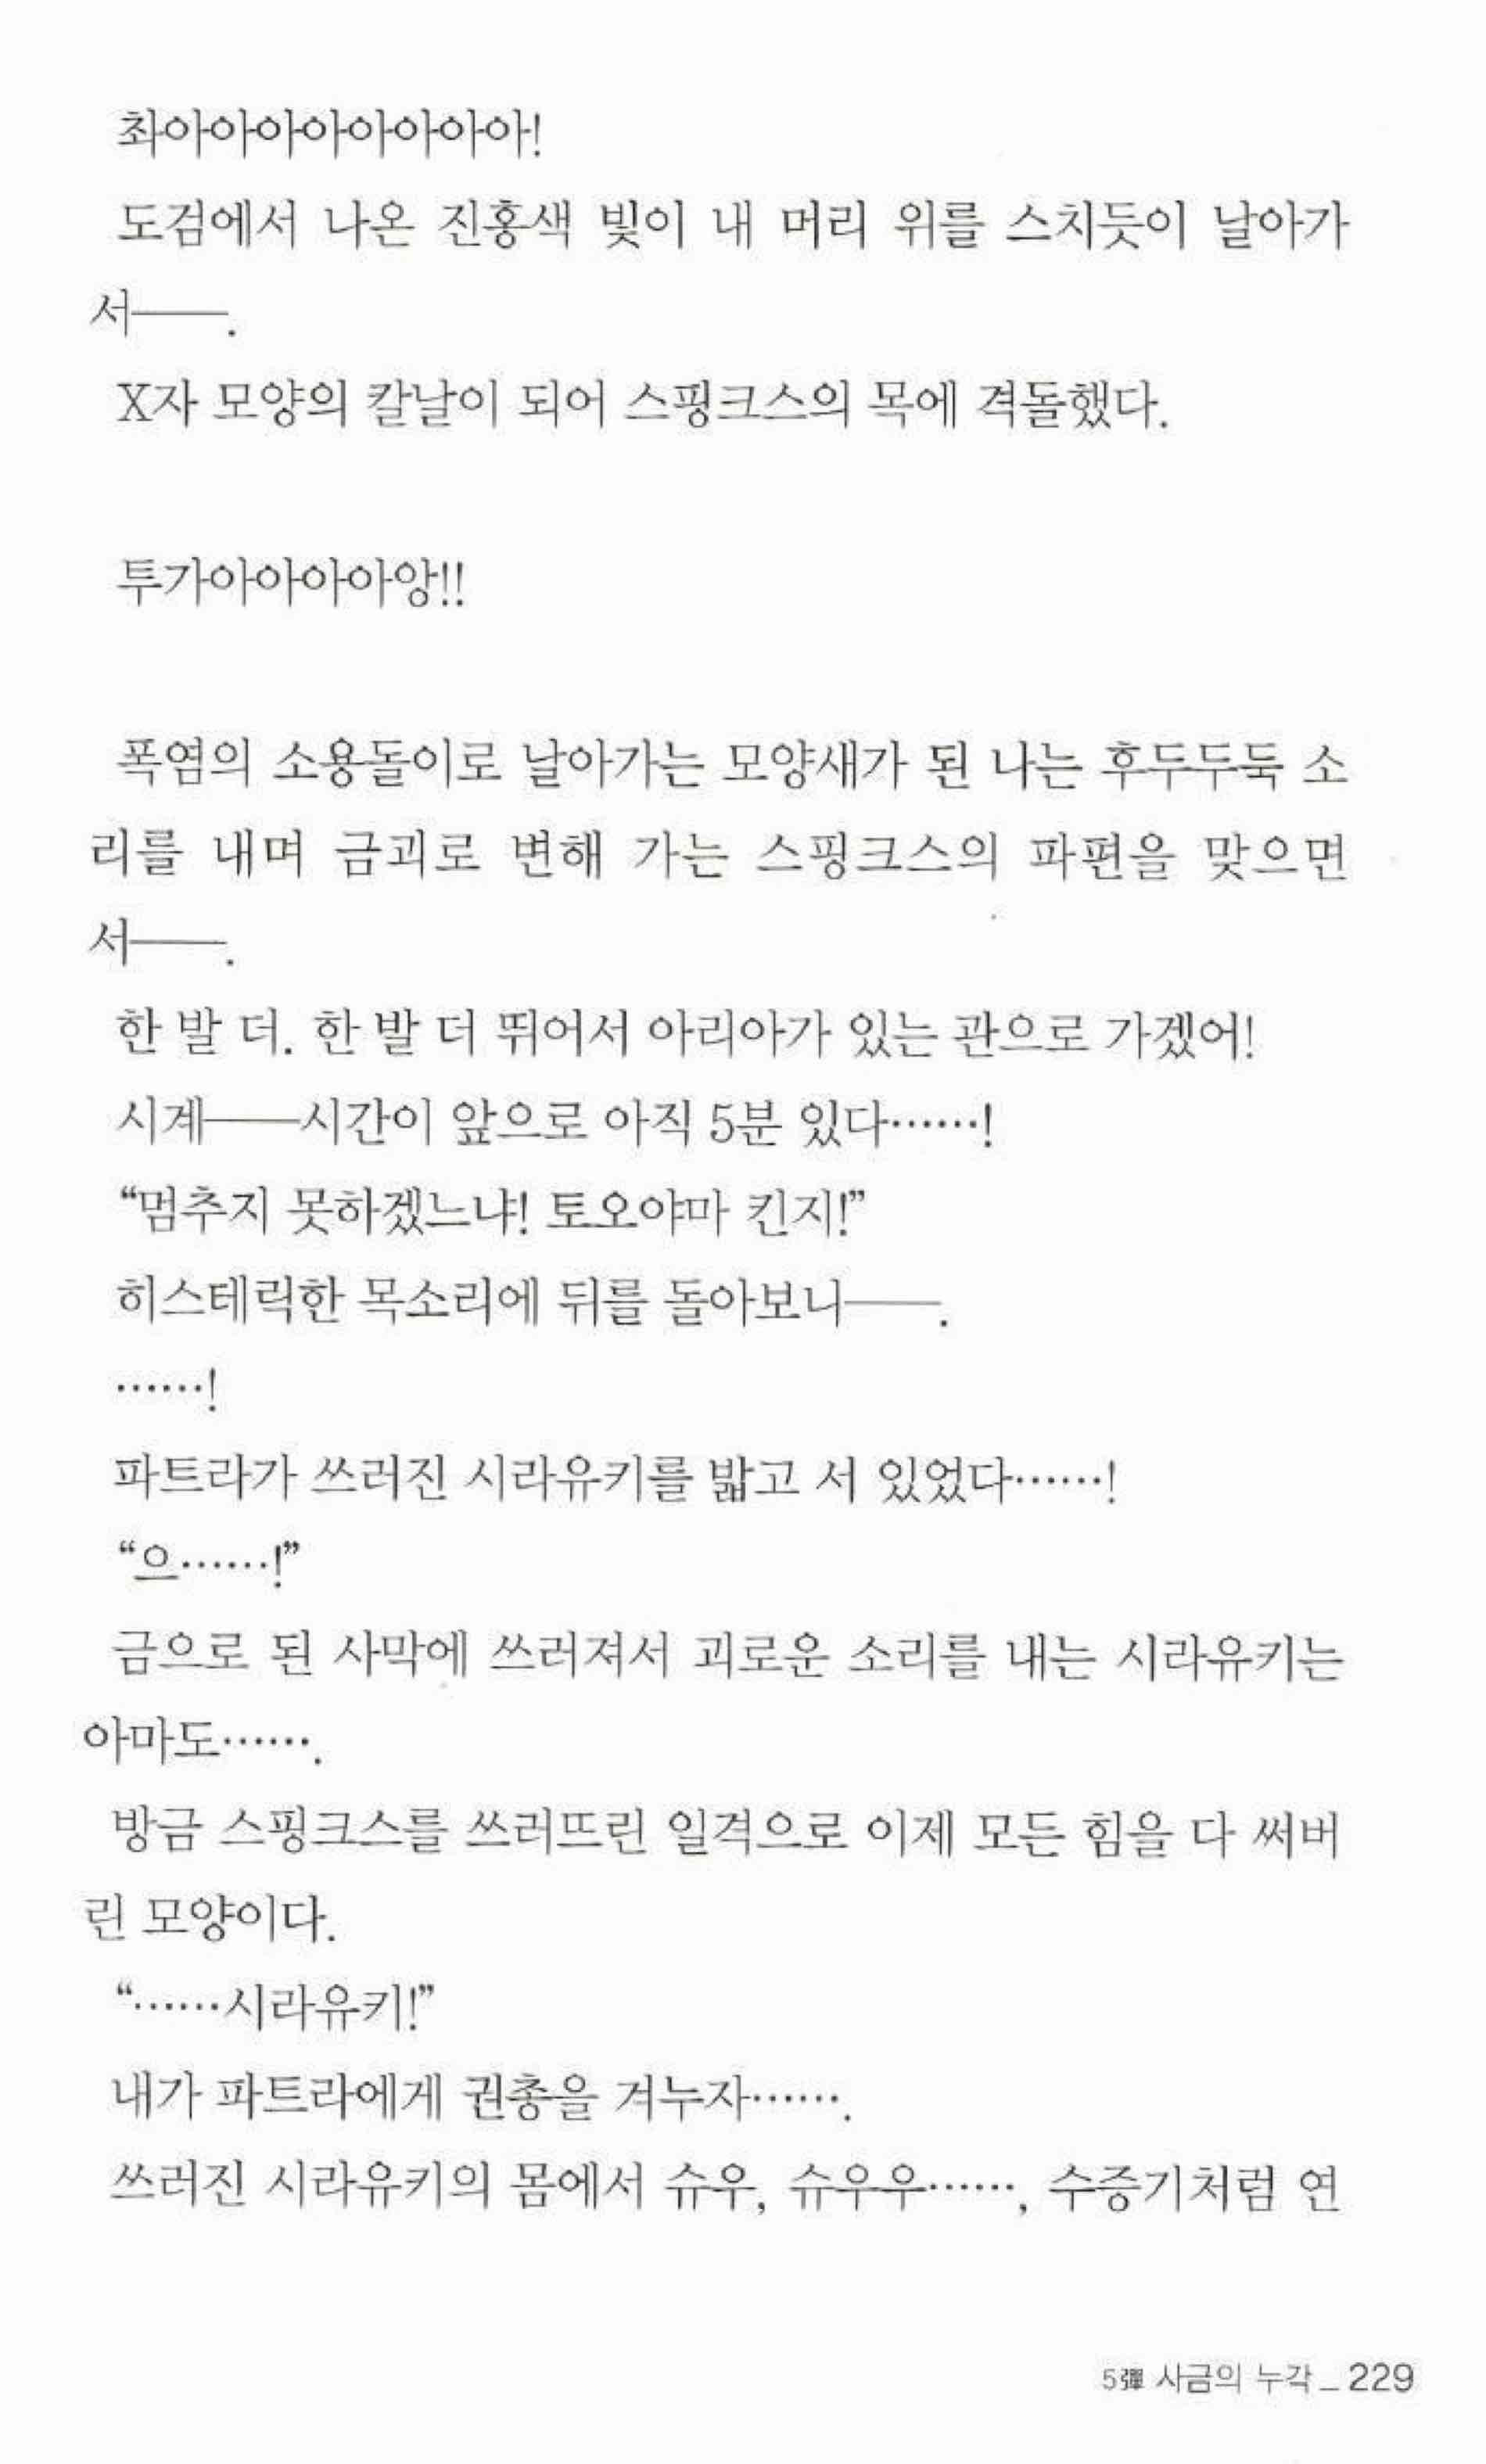 촤아아아아아아아아!
도검에서 나온 진홍색 빛이 내 머리 위를 스치듯이 날아가
서──.
X자 모양의 칼날이 되어 스핑크스의 목에 격돌했다.
투가아아아아앙!!
폭염의 소용돌이로 날아가는 모양새가 된 나는 후두두둑 소
리를 내며 금괴로 변해 가는 스핑크스의 파편을 맞으면
서──.
한 발 더. 한 발 더 뛰어서 아리아가 있는 관으로 가겠어!
시계──시간이 앞으로 아직 5분 있다……!
“멈추지 못하겠느냐! 토오야마 킨지!”
히스테릭한 목소리에 뒤를 돌아보니──.
……!
파트라가 쓰러진 시라유키를 밟고 서 있었다……!
“으……!”
금으로 된 사막에 쓰러져서 괴로운 소리를 내는 시라유키는
아마도…….
방금 스핑크스를 쓰러뜨린 일격으로 이제 모든 힘을 다 써버
린 모양이다.
“……시라유키!”
내가 파트라에게 권총을 겨누자…….
쓰러진 시라유키의 몸에서 슈우, 슈우우……, 수증기처럼 연
5彈 사금의 누각 _ 229